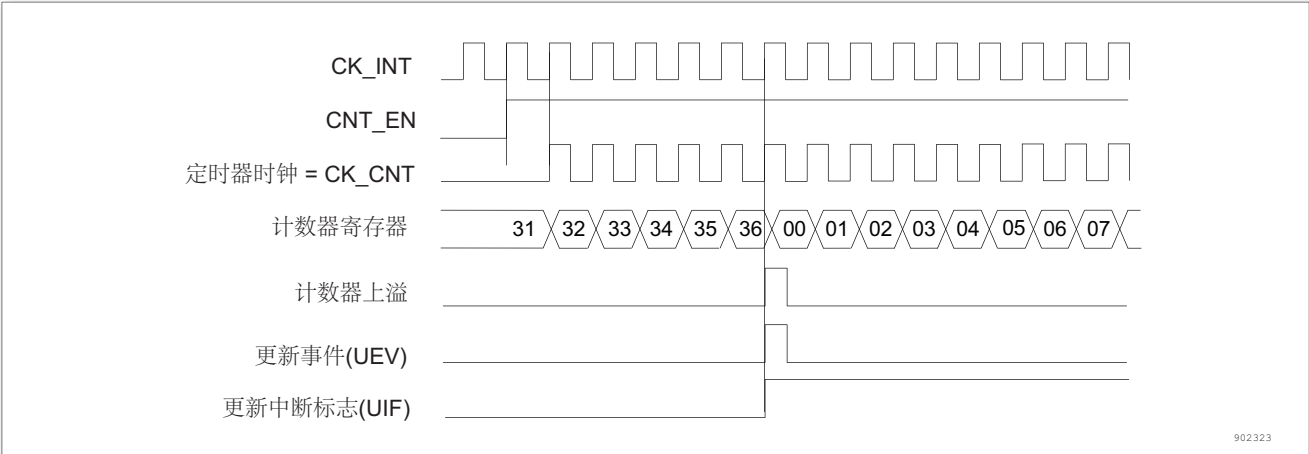 CK_INT
CNT_EN
定时器时钟 = CK_CNT
计数器寄存器 31 32 33 34 35 36 00 01 02 03 04 05 06 07
计数器上溢
更新事件(UEV)
更新中断标志(UIF)
902323